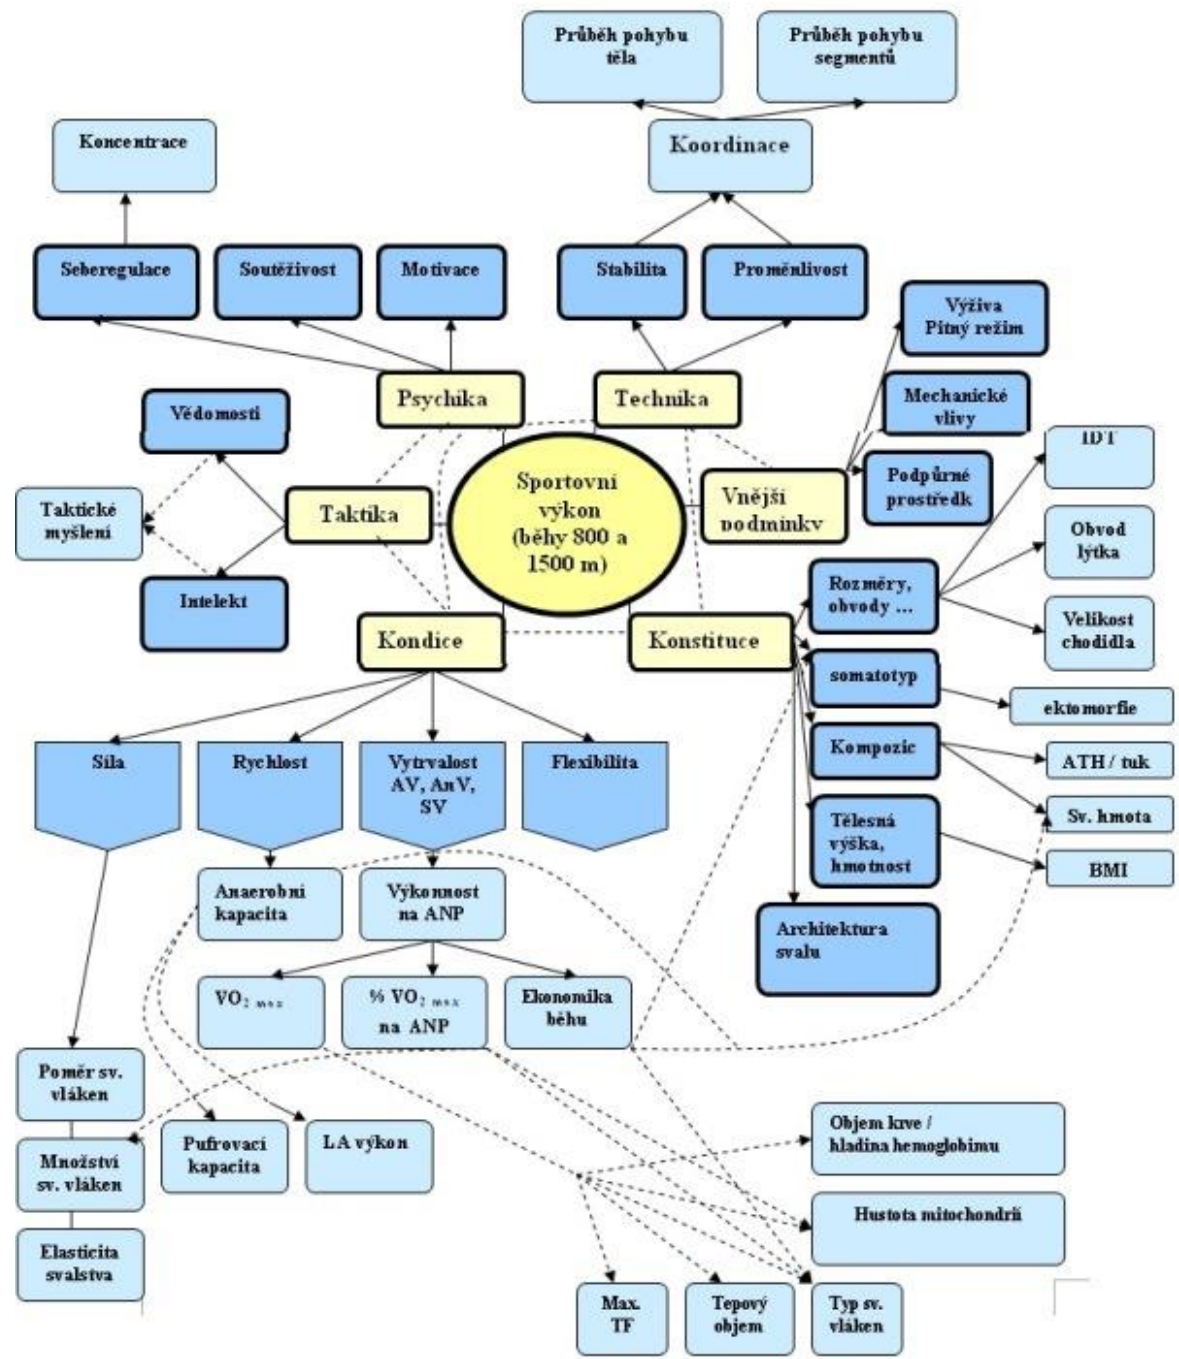 Průběh pohybu
těla
Průběh pohybu
segmentů
Koncentrace
Koordinace
Seberegulace
Soutěživost
Motivace
Stabilita
Proměnlivost
Výživa
Pitný režim
Psychika
Technika
Mechanické
vlivy
Vědomosti
IDT
Podpůrné
prostředk
Sportovní
výkon
(běhy 800 a
1500 m)
Vnější
podmínky
Taktika
Taktické
myšlení
Obvod
lýtka
Intelekt
Rozměry,
obvody ...
Velikost
chodidla
Kondice
Konstituce
somatotyp
ektomorfie
Síla
Rychlost
Vytrvalost
AV, AnV,
SV
Flexibilita
Kompozic
ATH / tuk
Sv. hmota
Tělesná
výška,
hmotnost
BMI
Anaerobní
kapacita
Výkonnost
na ANP
Architektura
svalu
VO2 max
% VO2 max
na ANP
Ekonomika
běhu
Poměr sv.
vláken
Množství
sv. vláken
Pufrovací
kapacita
LA výkon
Objem krve /
hladina hemoglobimu
Hustota mitochondrií
Elasticita
svalstva
Max.
TF
Tepový
objem
Typ sv.
vláken